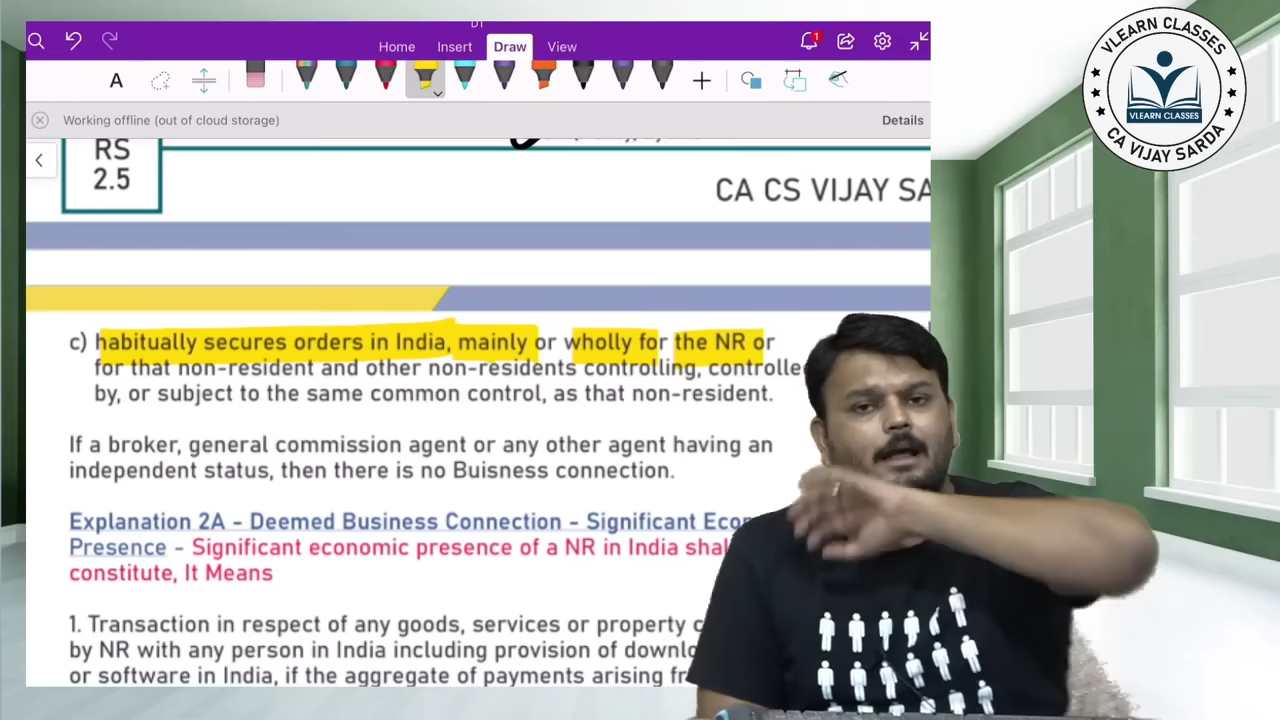 Home Insert Draw View
1
A
Working offline (out of cloud storage)
Details
RS
2.5
CA CS VIJAY SA
c) habitually secures orders in India, mainly or wholly for the NR or
for that non-resident and other non-residents controlling, controlle
by, or subject to the same common control, as that non-resident.
If a broker, general commission agent or any other agent having an
independent status, then there is no Buisness connection.
Explanation 2A - Deemed Business Connection - Significant Econ
Presence - Significant economic presence of a NR in India shal
constitute, It Means
1. Transaction in respect of any goods, services or property c
by NR with any person in India including provision of downlo
or software in India, if the aggregate of payments arising fr
VLEARN CLASSES
VLEARN CLASSES
CA VIJAY SARDA